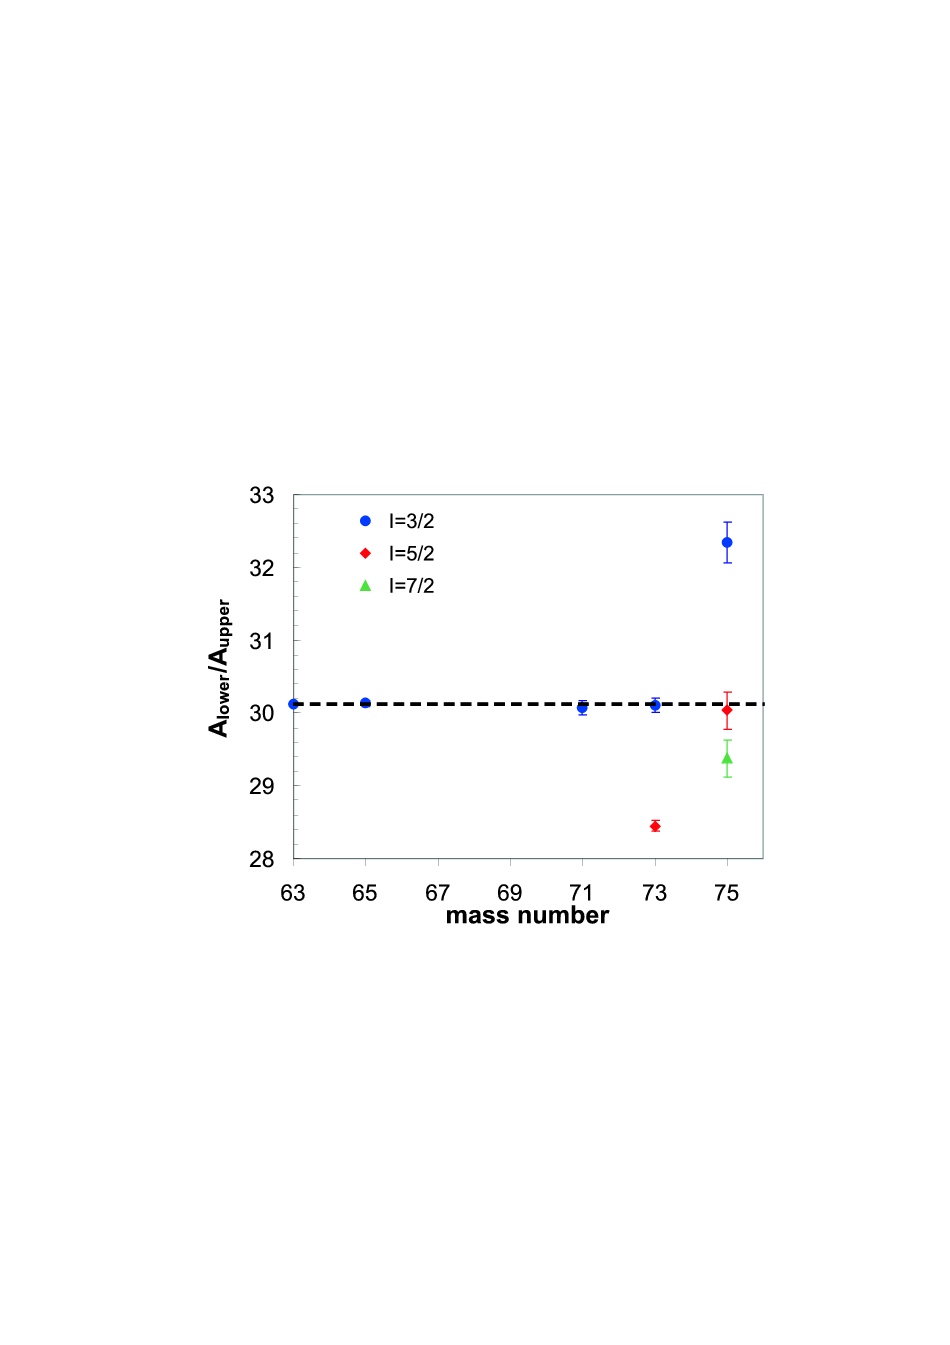 33
I=3/2
I=5/2
32
I=7/2
31
30
29
28
Alower/Aupper
63 65 67 69 71 73 75
mass number